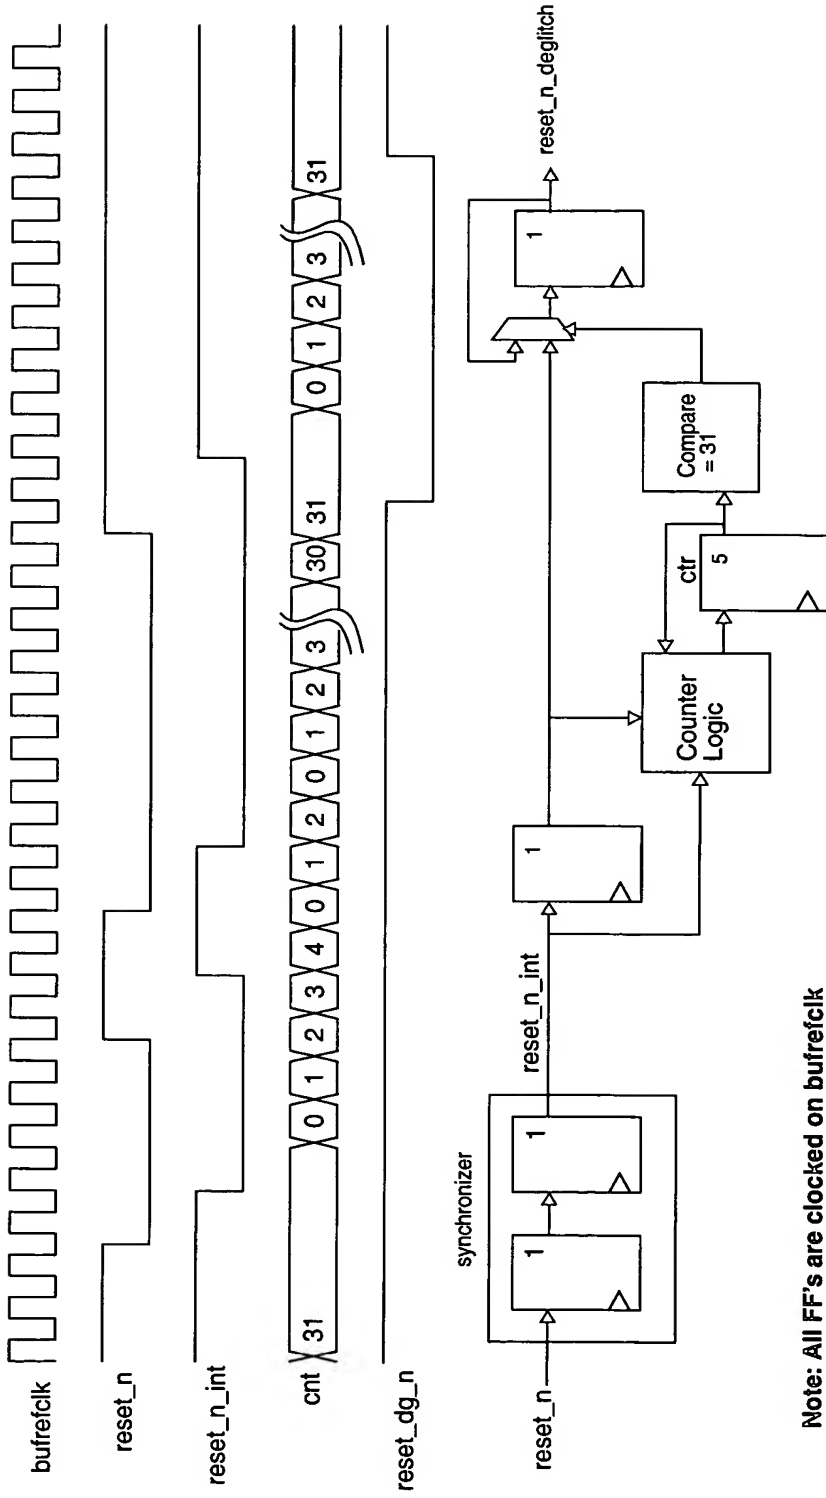 bufrefclk
reset_n
reset_n_int
cnt
31 0 1 2 3 4 0 1 2 0 1 2 3 30 31 0 1 2 3 31
reset_dg_n
synchronizer
reset_n
1
1
reset_n_int
1
Counter
Logic
ctr
5
Compare
= 31
1
reset_n_deglitch
Note: All FF's are clocked on bufrefclk